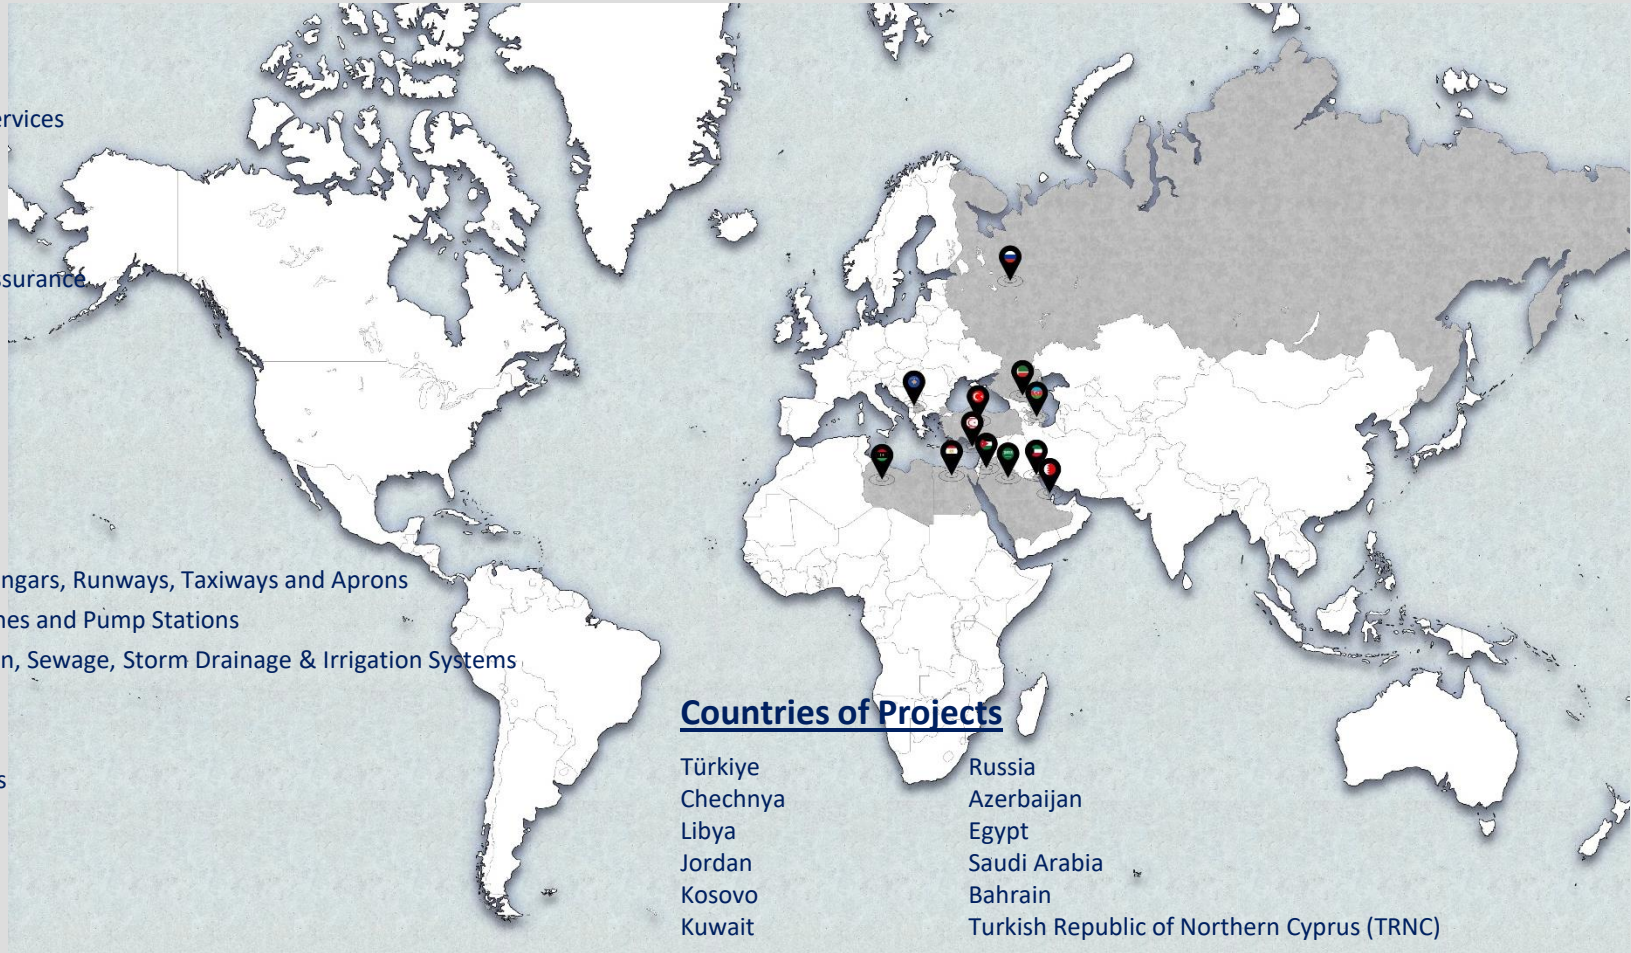 ervices
ssurance
ngars, Runways, Taxiways and Aprons
nes and Pump Stations
n, Sewage, Storm Drainage & Irrigation Systems
s
Countries of Projects
Türkiye
Chechnya
Libya
Jordan
Kosovo
Kuwait
Russia
Azerbaijan
Egypt
Saudi Arabia
Bahrain
Turkish Republic of Northern Cyprus (TRNC)